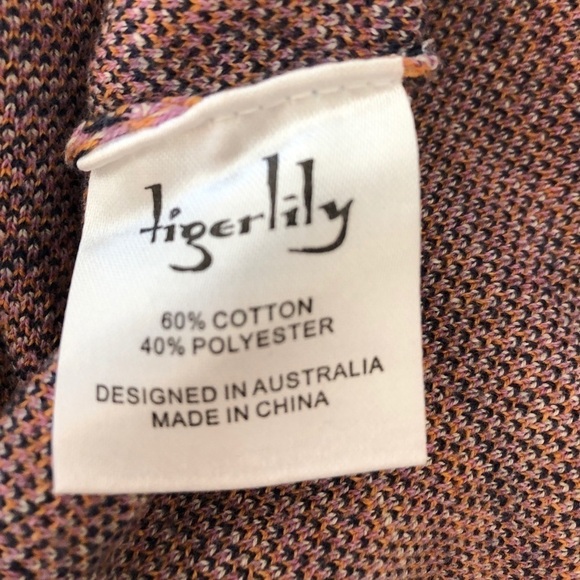 tigerlily
60% COTTON
40% POLYESTER
DESIGNED IN AUSTRALIA
MADE IN CHINA